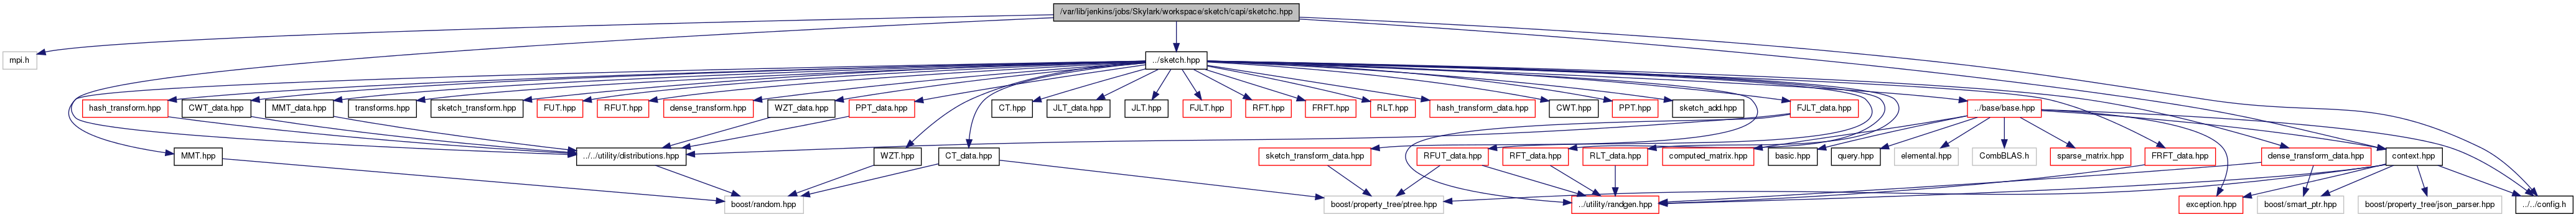 /var/lib/jenkins/jobs/Skylark/workspace/sketch/capi/sketchc.hpp
mpi.h
../sketch.hpp
hash_transform.hpp
CWT_data.hpp
MMT_data.hpp
transforms.hpp
sketch_transform.hpp
FUT.hpp
RFUT.hpp
dense_transform.hpp
WZT_data.hpp
PPT_data.hpp
CT.hpp
JLT_data.hpp
JLT.hpp
FJLT.hpp
RFT.hpp
FRFT.hpp
RLT.hpp
hash_transform_data.hpp
CWT.hpp
PPT.hpp
sketch_add.hpp
FJLT_data.hpp
../base/base.hpp
MMT.hpp
../../utility/distributions.hpp
WZT.hpp
CT_data.hpp
sketch_transform_data.hpp
RFUT_data.hpp
RFT_data.hpp
RLT_data.hpp
computed_matrix.hpp
basic.hpp
query.hpp
elemental.hpp
CombBLAS.h
sparse_matrix.hpp
FRFT_data.hpp
dense_transform_data.hpp
context.hpp
boost/random.hpp
boost/property_tree/ptree.hpp
../utility/randgen.hpp
exception.hpp
boost/smart_ptr.hpp
boost/property_tree/json_parser.hpp
../../config.h